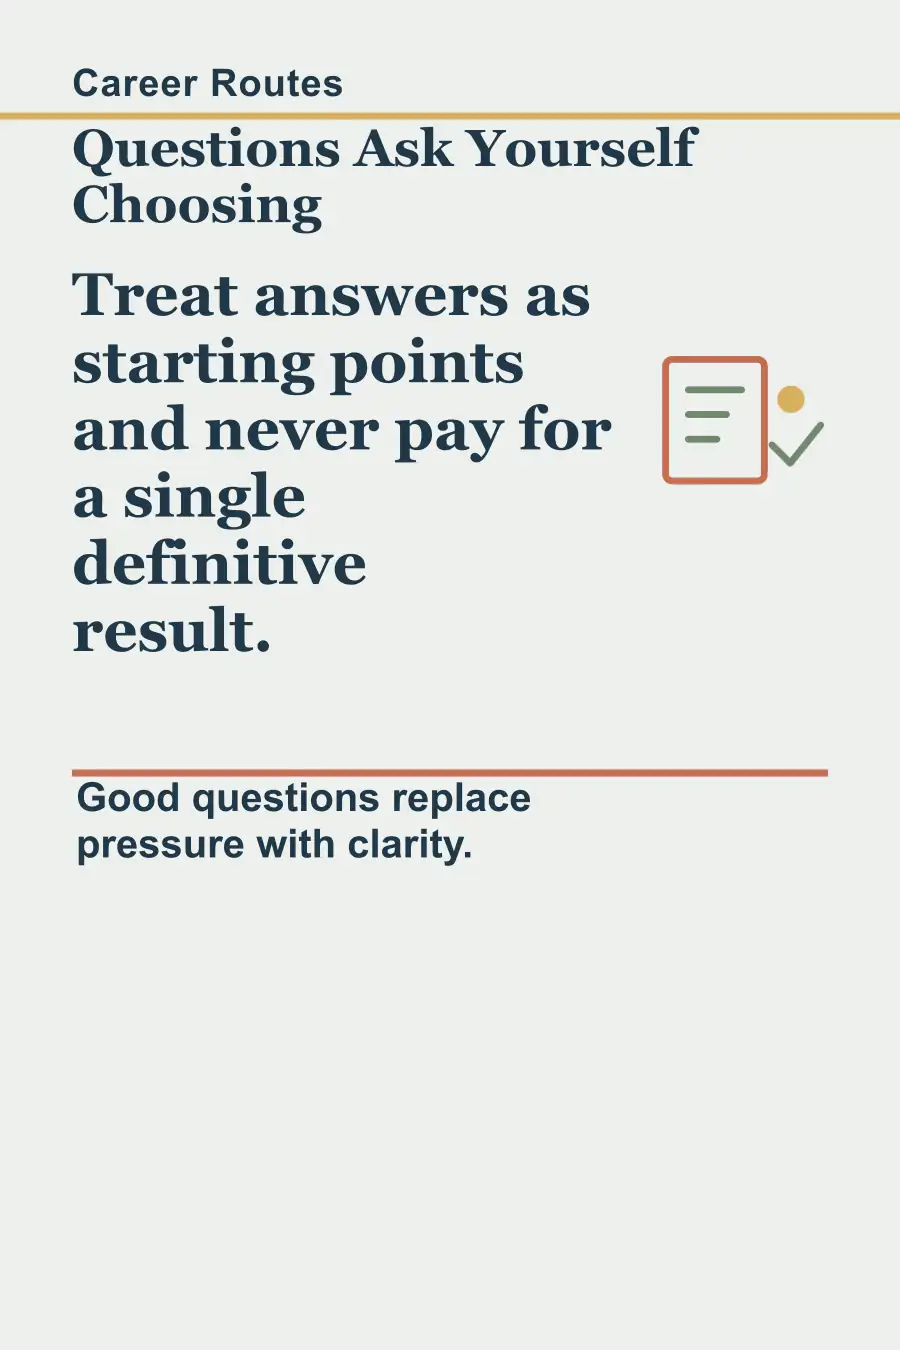 Career Routes
Questions Ask Yourself
Choosing
Treat answers as
starting points
and never pay for
a single
definitive
result.
Good questions replace
pressure with clarity.